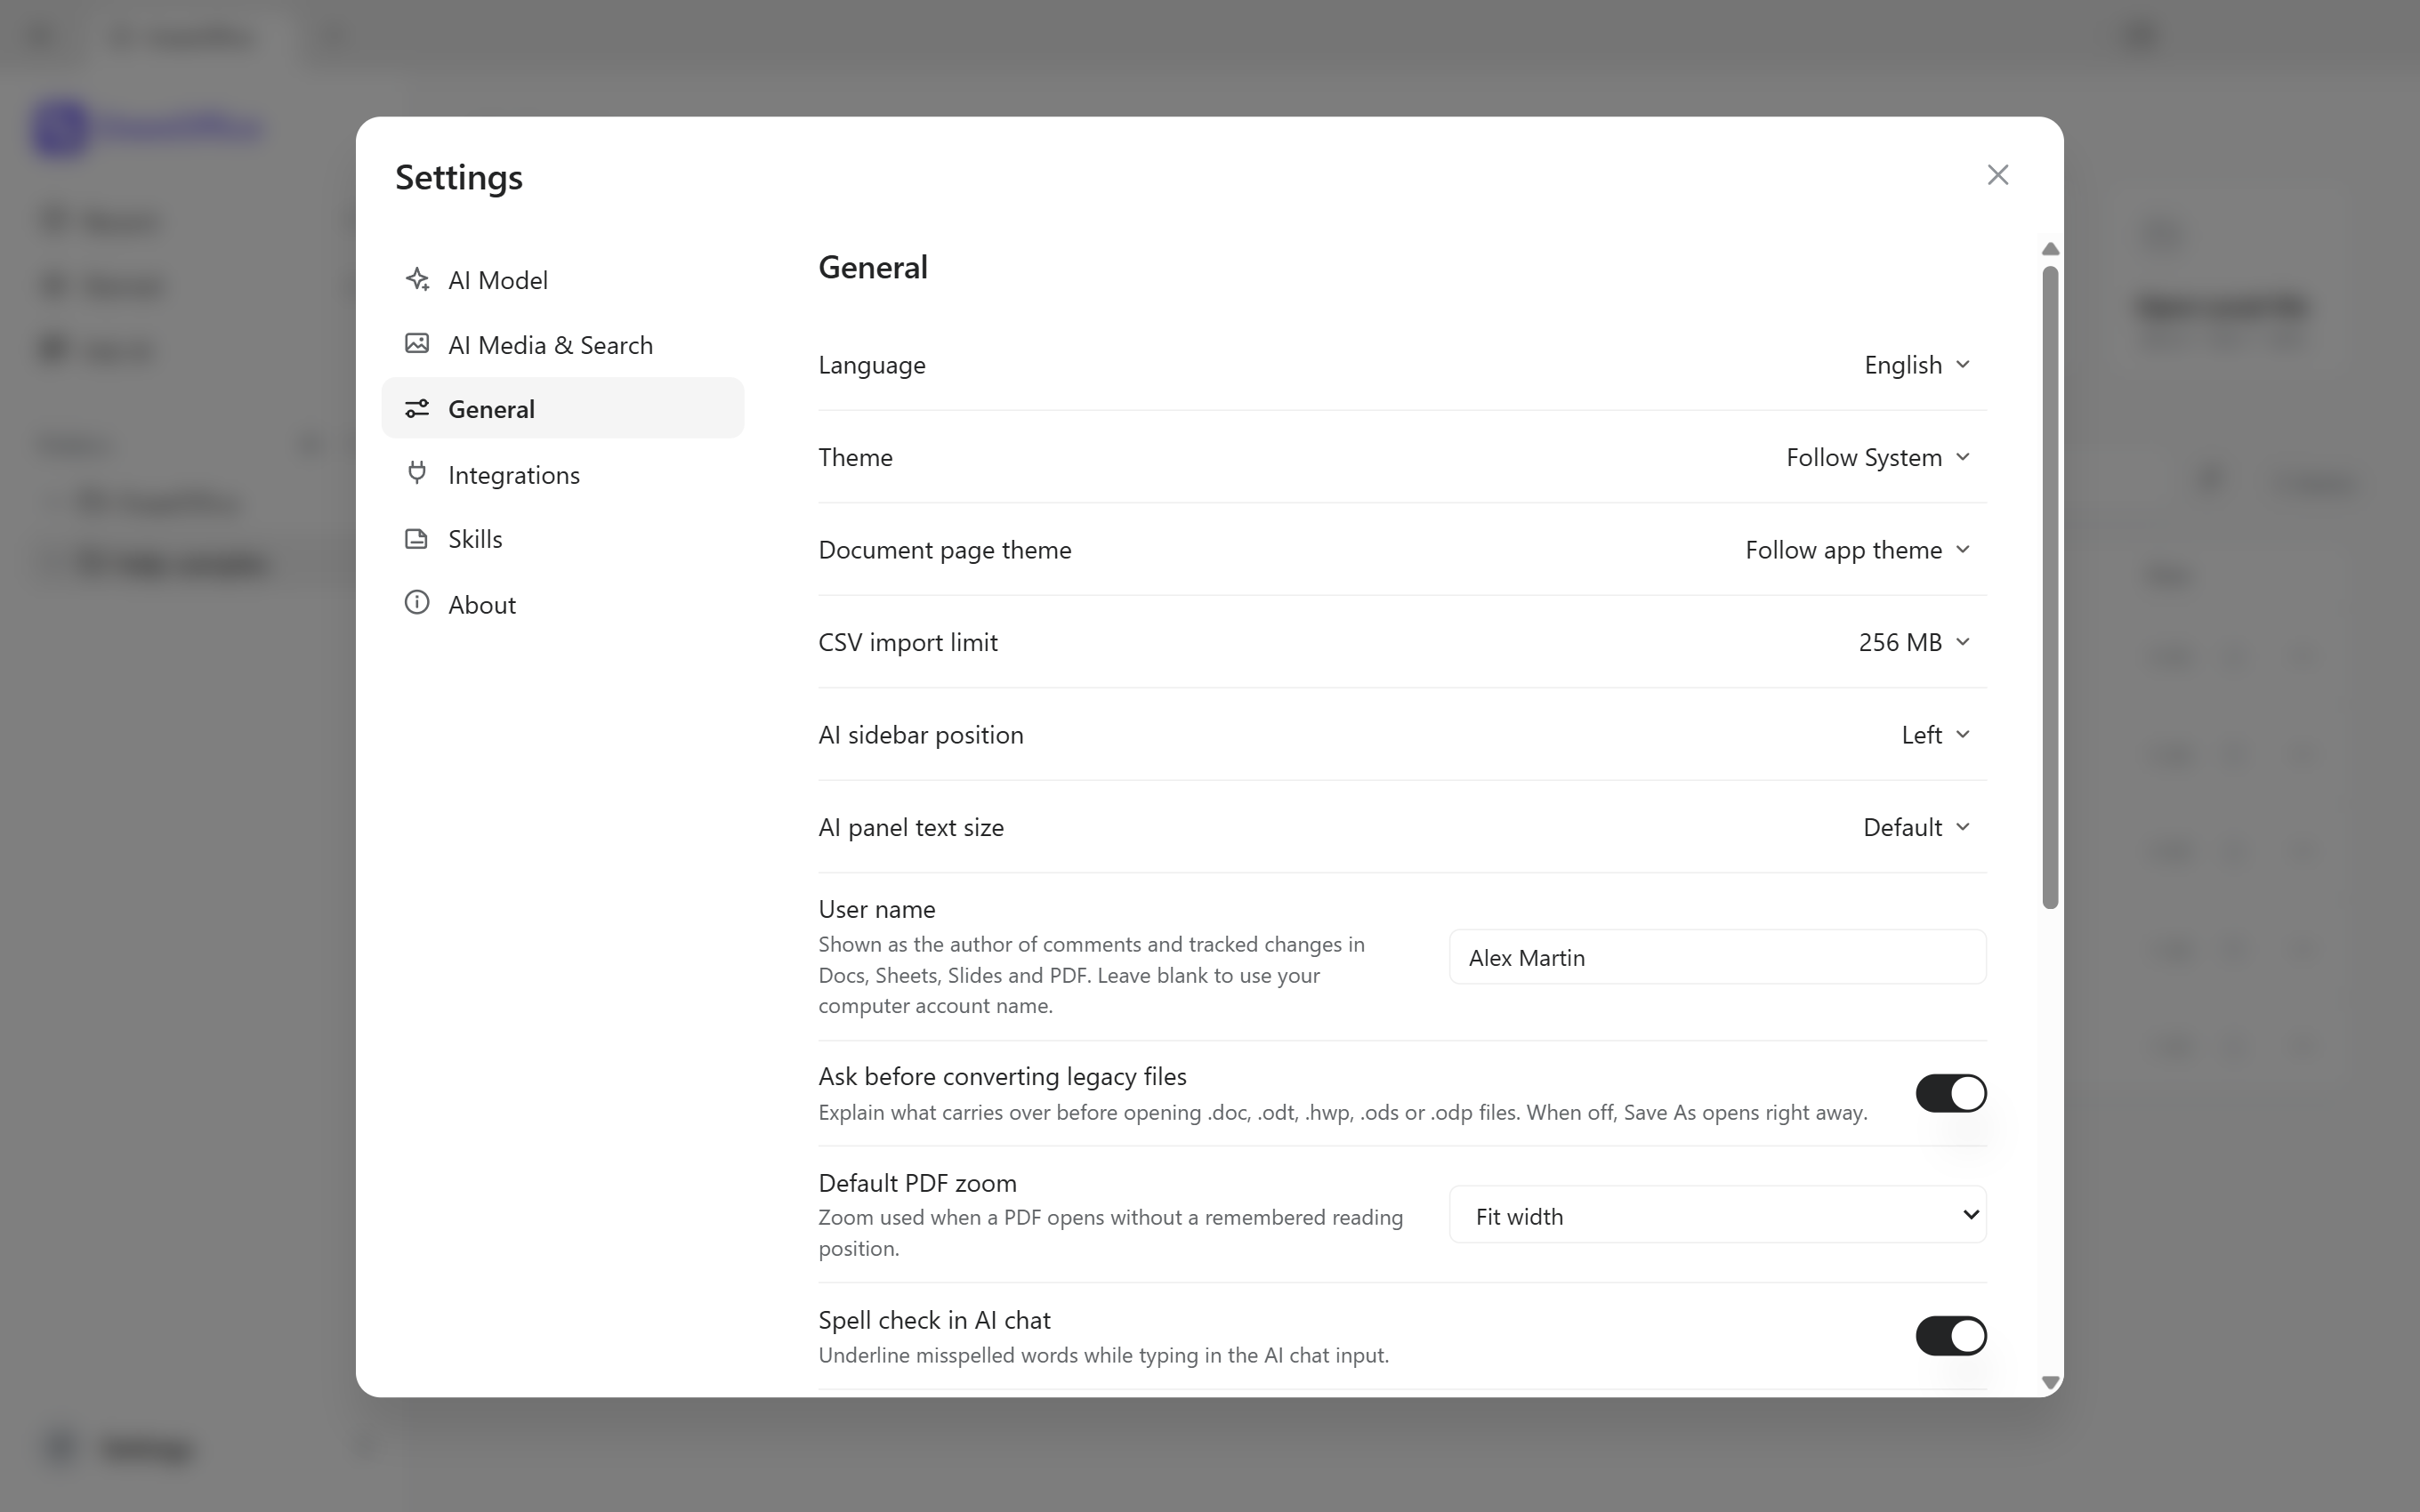 Settings
AI Model
AI Media & Search
General
Integrations
Skills
About
General
Language
English
Theme
Follow System
Document page theme
Follow app theme
CSV import limit
256 MB
AI sidebar position
Left
AI panel text size
Default
User name
Shown as the author of comments and tracked changes in
Docs, Sheets, Slides and PDF. Leave blank to use your
computer account name.
Alex Martin
Ask before converting legacy files
Explain what carries over before opening .doc, .odt, .hwp, .ods or .odp files. When off, Save As opens right away.
Default PDF zoom
Zoom used when a PDF opens without a remembered reading
position.
Fit width
Spell check in AI chat
Underline misspelled words while typing in the AI chat input.
Settings